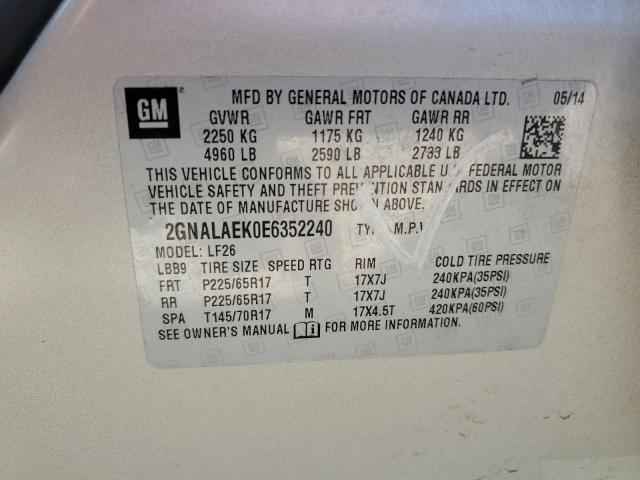 GM
MFD BY GENERAL MOTORS OF CANADA LTD. 05/14
GVWR GAWR FRT GAWR RR
2250 KG 1175 KG 1240 KG
4960 LB 2590 LB 2733 LB
THIS VEHICLE CONFORMS TO ALL APPLICABLE U FEDERAL MOTOR
VEHICLE SAFETY AND THEFT PREVENTION STANDARDS IN EFFECT ON
THE DATE OF MANUFACTURE SHOWN ABOVE.
2GNALAEK0E6352240 TYP M.P.V
MODEL: LF26
LBB9 TIRE SIZE SPEED RTG RIM COLD TIRE PRESSURE
FRT P225/65R17 T 17X7J 240KPA(35PSI)
RR P225/65R17 T 17X7J 240KPA(35PSI)
SPA T145/70R17 M 17X4.5T 420KPA(60PSI)
SEE OWNER'S MANUAL FOR MORE INFORMATION.